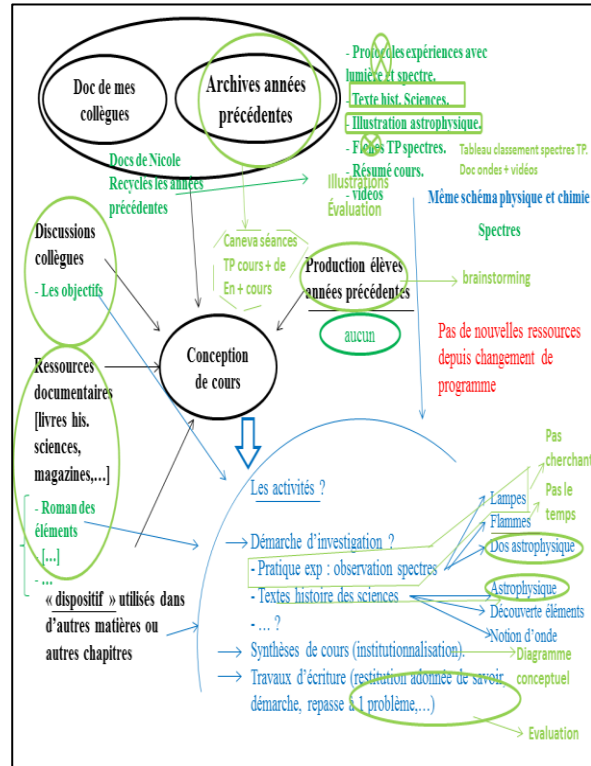 Doc de mes
collègues
Archives années
précédentes
- Protocoles expériences avec
lumière et spectre.
- Texte hist. Sciences.
- Illustration astrophysique.
- Fiches TP spectres.
- Résumé cours.
- vidéos
Tableau classement spectres TP.
Doc ondes + vidéos
Docs de Nicole
Recyclés les années
précédentes
Illustrations
Évaluation
Même schéma physique et chimie
Spectres
Discussions
collègues
- Les objectifs
Caneva séances
TP cours + de
En + cours
Production élèves
années précédentes
brainstorming
aucun
Conception
de cours
Pas de nouvelles ressources
depuis changement de
programme
Ressources
documentaires
[livres his.
sciences,
magazines,…]
- Roman des
éléments
- […]
- …
« dispositif » utilisés dans
d'autres matières ou
autres chapitres
Les activités ?
Démarche d'investigation ?
- Pratique exp : observation spectres
- Textes histoire des sciences
- … ?
Synthèses de cours (institutionnalisation).
Travaux d'écriture (restitution adonnée de savoir,
démarche, repasse à 1 problème,…)
Pas
cherchant
Pas le
temps
Lampes
Flammes
Dos astrophysique
Astrophysique
Découverte éléments
Notion d'onde
Diagramme
conceptuel
Evaluation